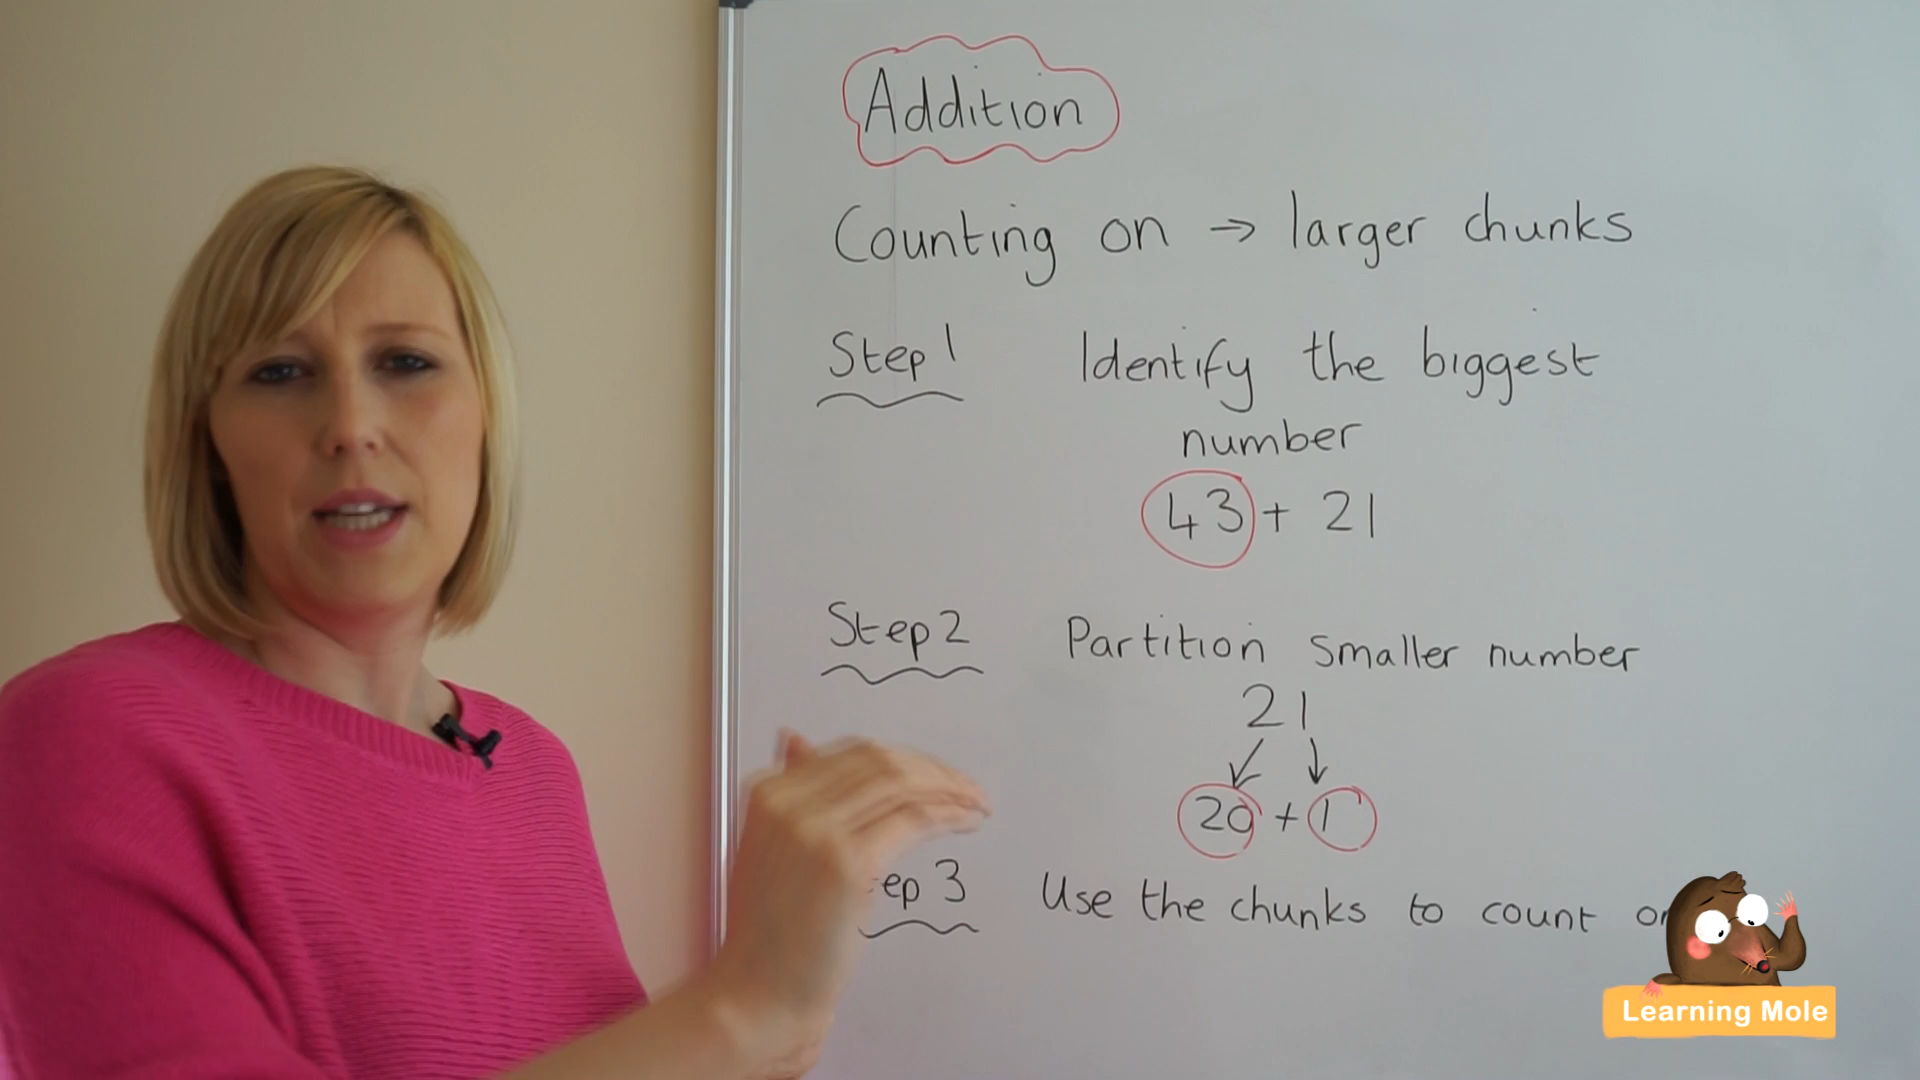 Addition
Counting on → larger chunks
Step 1 Identify the biggest
number
43 + 21
Step 2 Partition smaller number
21
20 + 1
ep 3 Use the chunks to count
Learning Mole